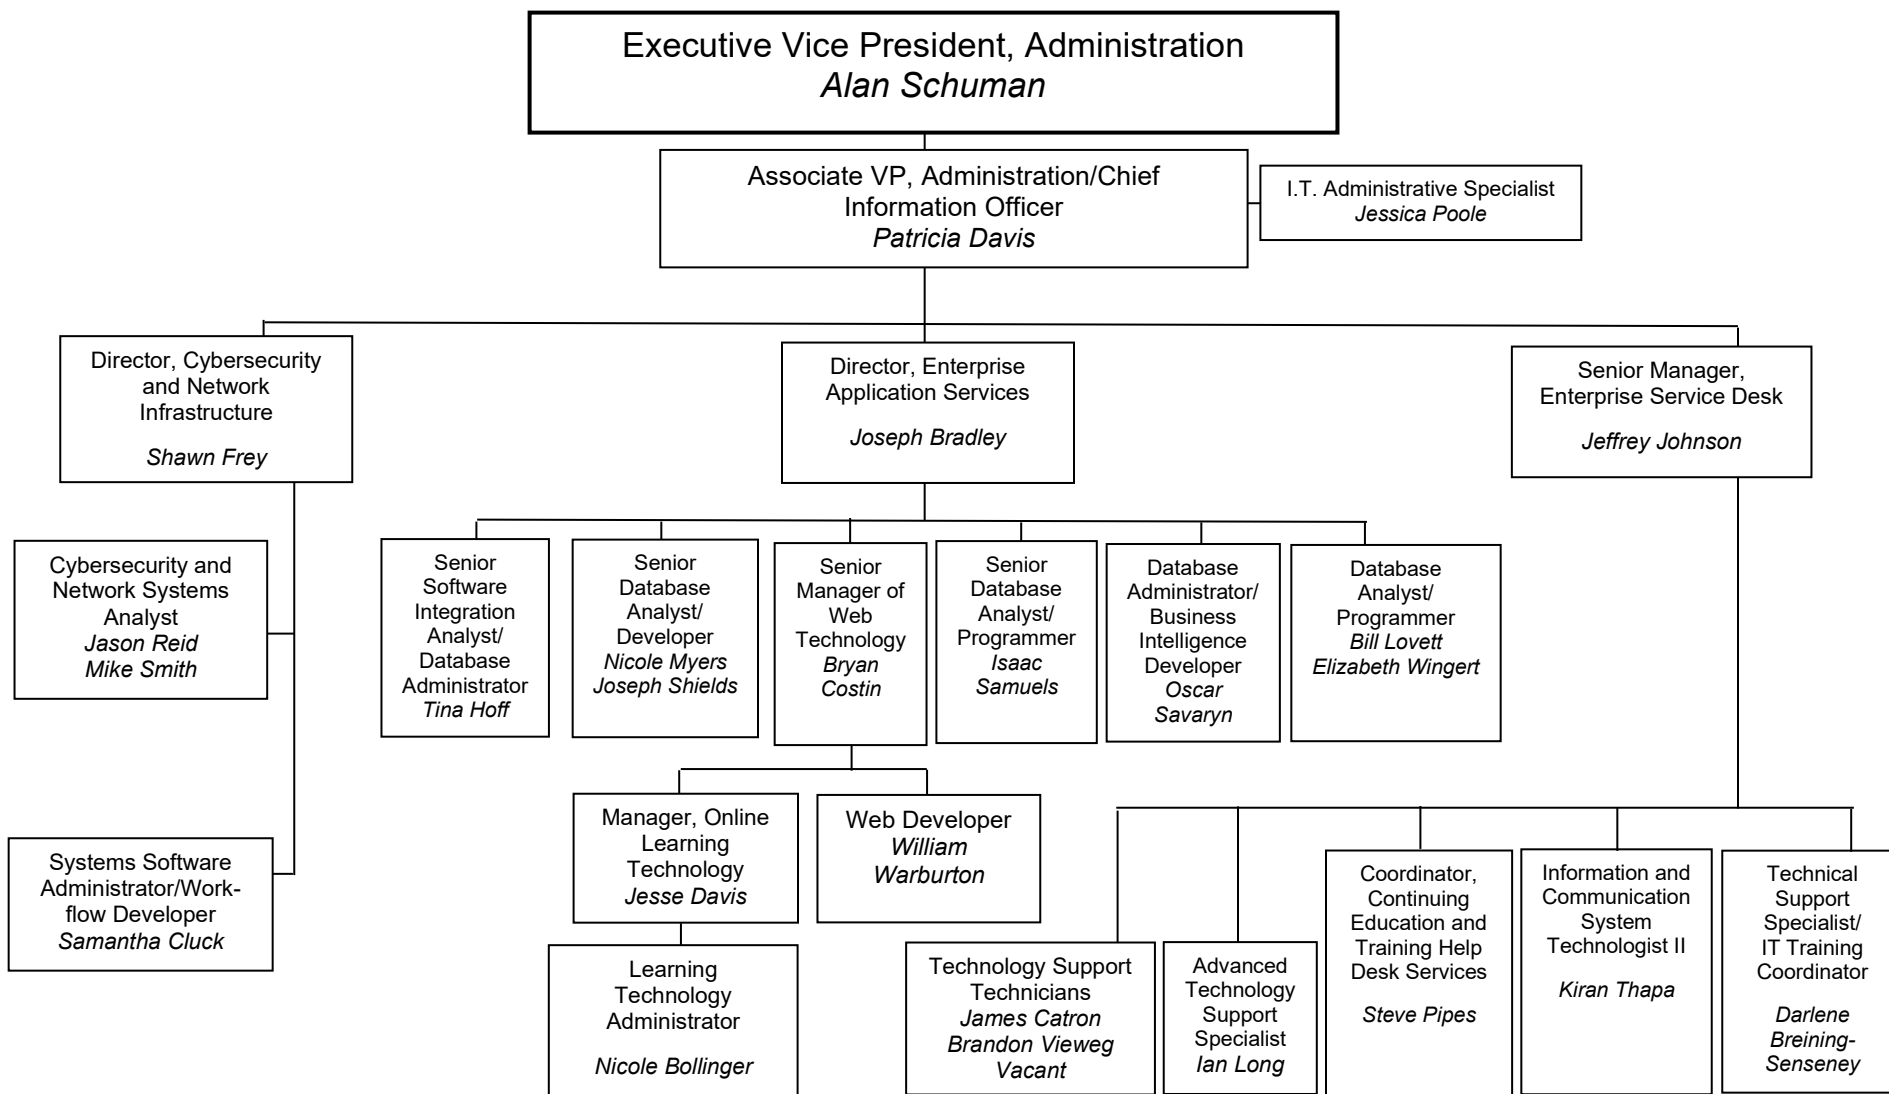 Executive Vice President, Administration
Alan Schuman
Associate VP, Administration/Chief
Information Officer
Patricia Davis
I.T. Administrative Specialist
Jessica Poole
Director, Cybersecurity
and Network
Infrastructure
Shawn Frey
Director, Enterprise
Application Services
Joseph Bradley
Senior Manager,
Enterprise Service Desk
Jeffrey Johnson
Cybersecurity and
Network Systems
Analyst
Jason Reid
Mike Smith
Senior
Software
Integration
Analyst/
Database
Administrator
Tina Hoff
Senior
Database
Analyst/
Developer
Nicole Myers
Joseph Shields
Senior
Manager of
Web
Technology
Bryan
Costin
Senior
Database
Analyst/
Programmer
Isaac
Samuels
Database
Administrator/
Business
Intelligence
Developer
Oscar
Savaryn
Database
Analyst/
Programmer
Bill Lovett
Elizabeth Wingert
Systems Software
Administrator/Work-
flow Developer
Samantha Cluck
Manager, Online
Learning
Technology
Jesse Davis
Web Developer
William
Warburton
Learning
Technology
Administrator
Nicole Bollinger
Technology Support
Technicians
James Catron
Brandon Vieweg
Vacant
Advanced
Technology
Support
Specialist
Ian Long
Coordinator,
Continuing
Education and
Training Help
Desk Services
Steve Pipes
Information and
Communication
System
Technologist II
Kiran Thapa
Technical
Support
Specialist/
IT Training
Coordinator
Darlene
Breining-
Senseney